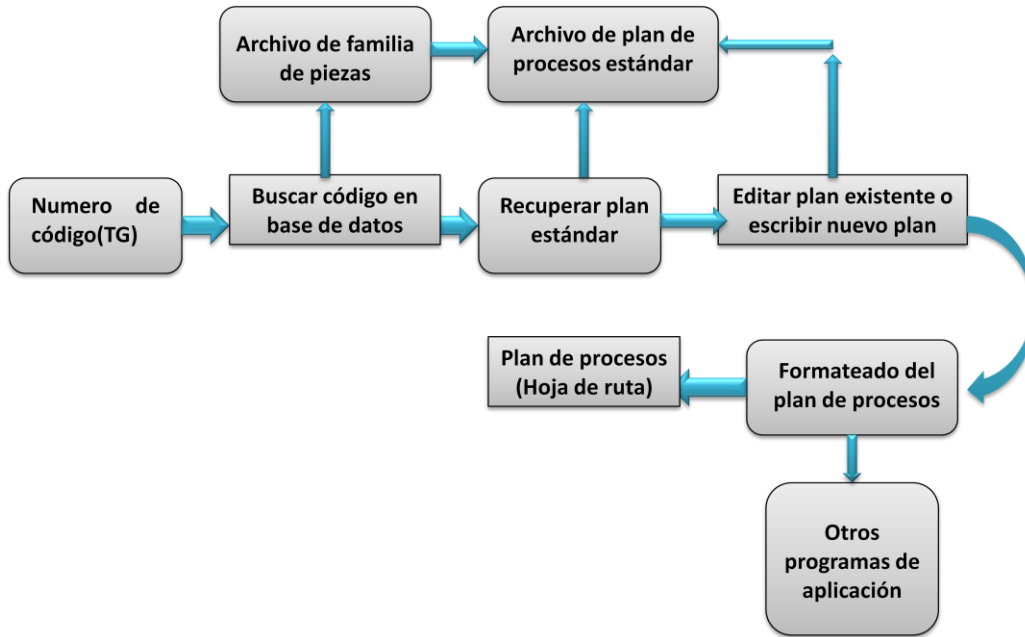 Archivo de familia
de piezas
Archivo de plan de
procesos estándar
Numero de
código(TG)
Buscar código en
base de datos
Recuperar plan
estándar
Editar plan existente o
escribir nuevo plan
Plan de procesos
(Hoja de ruta)
Formateado del
plan de procesos
Otros
programas de
aplicación